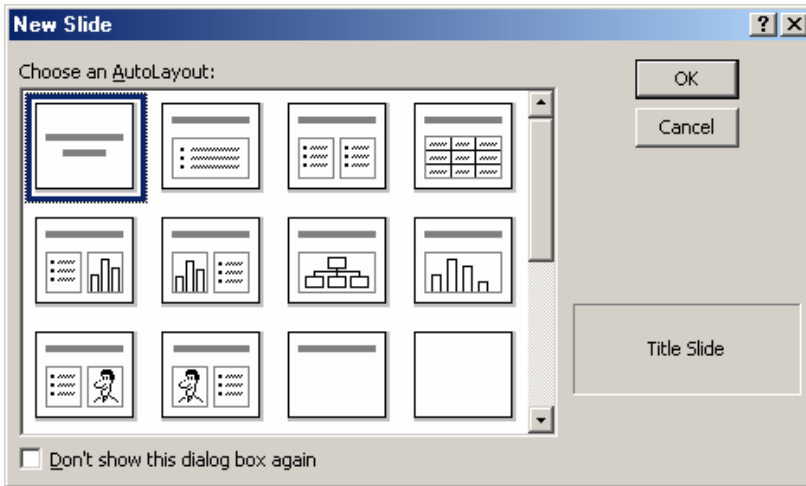 New Slide
Choose an AutoLayout:
OK
Cancel
Title Slide
Don't show this dialog box again